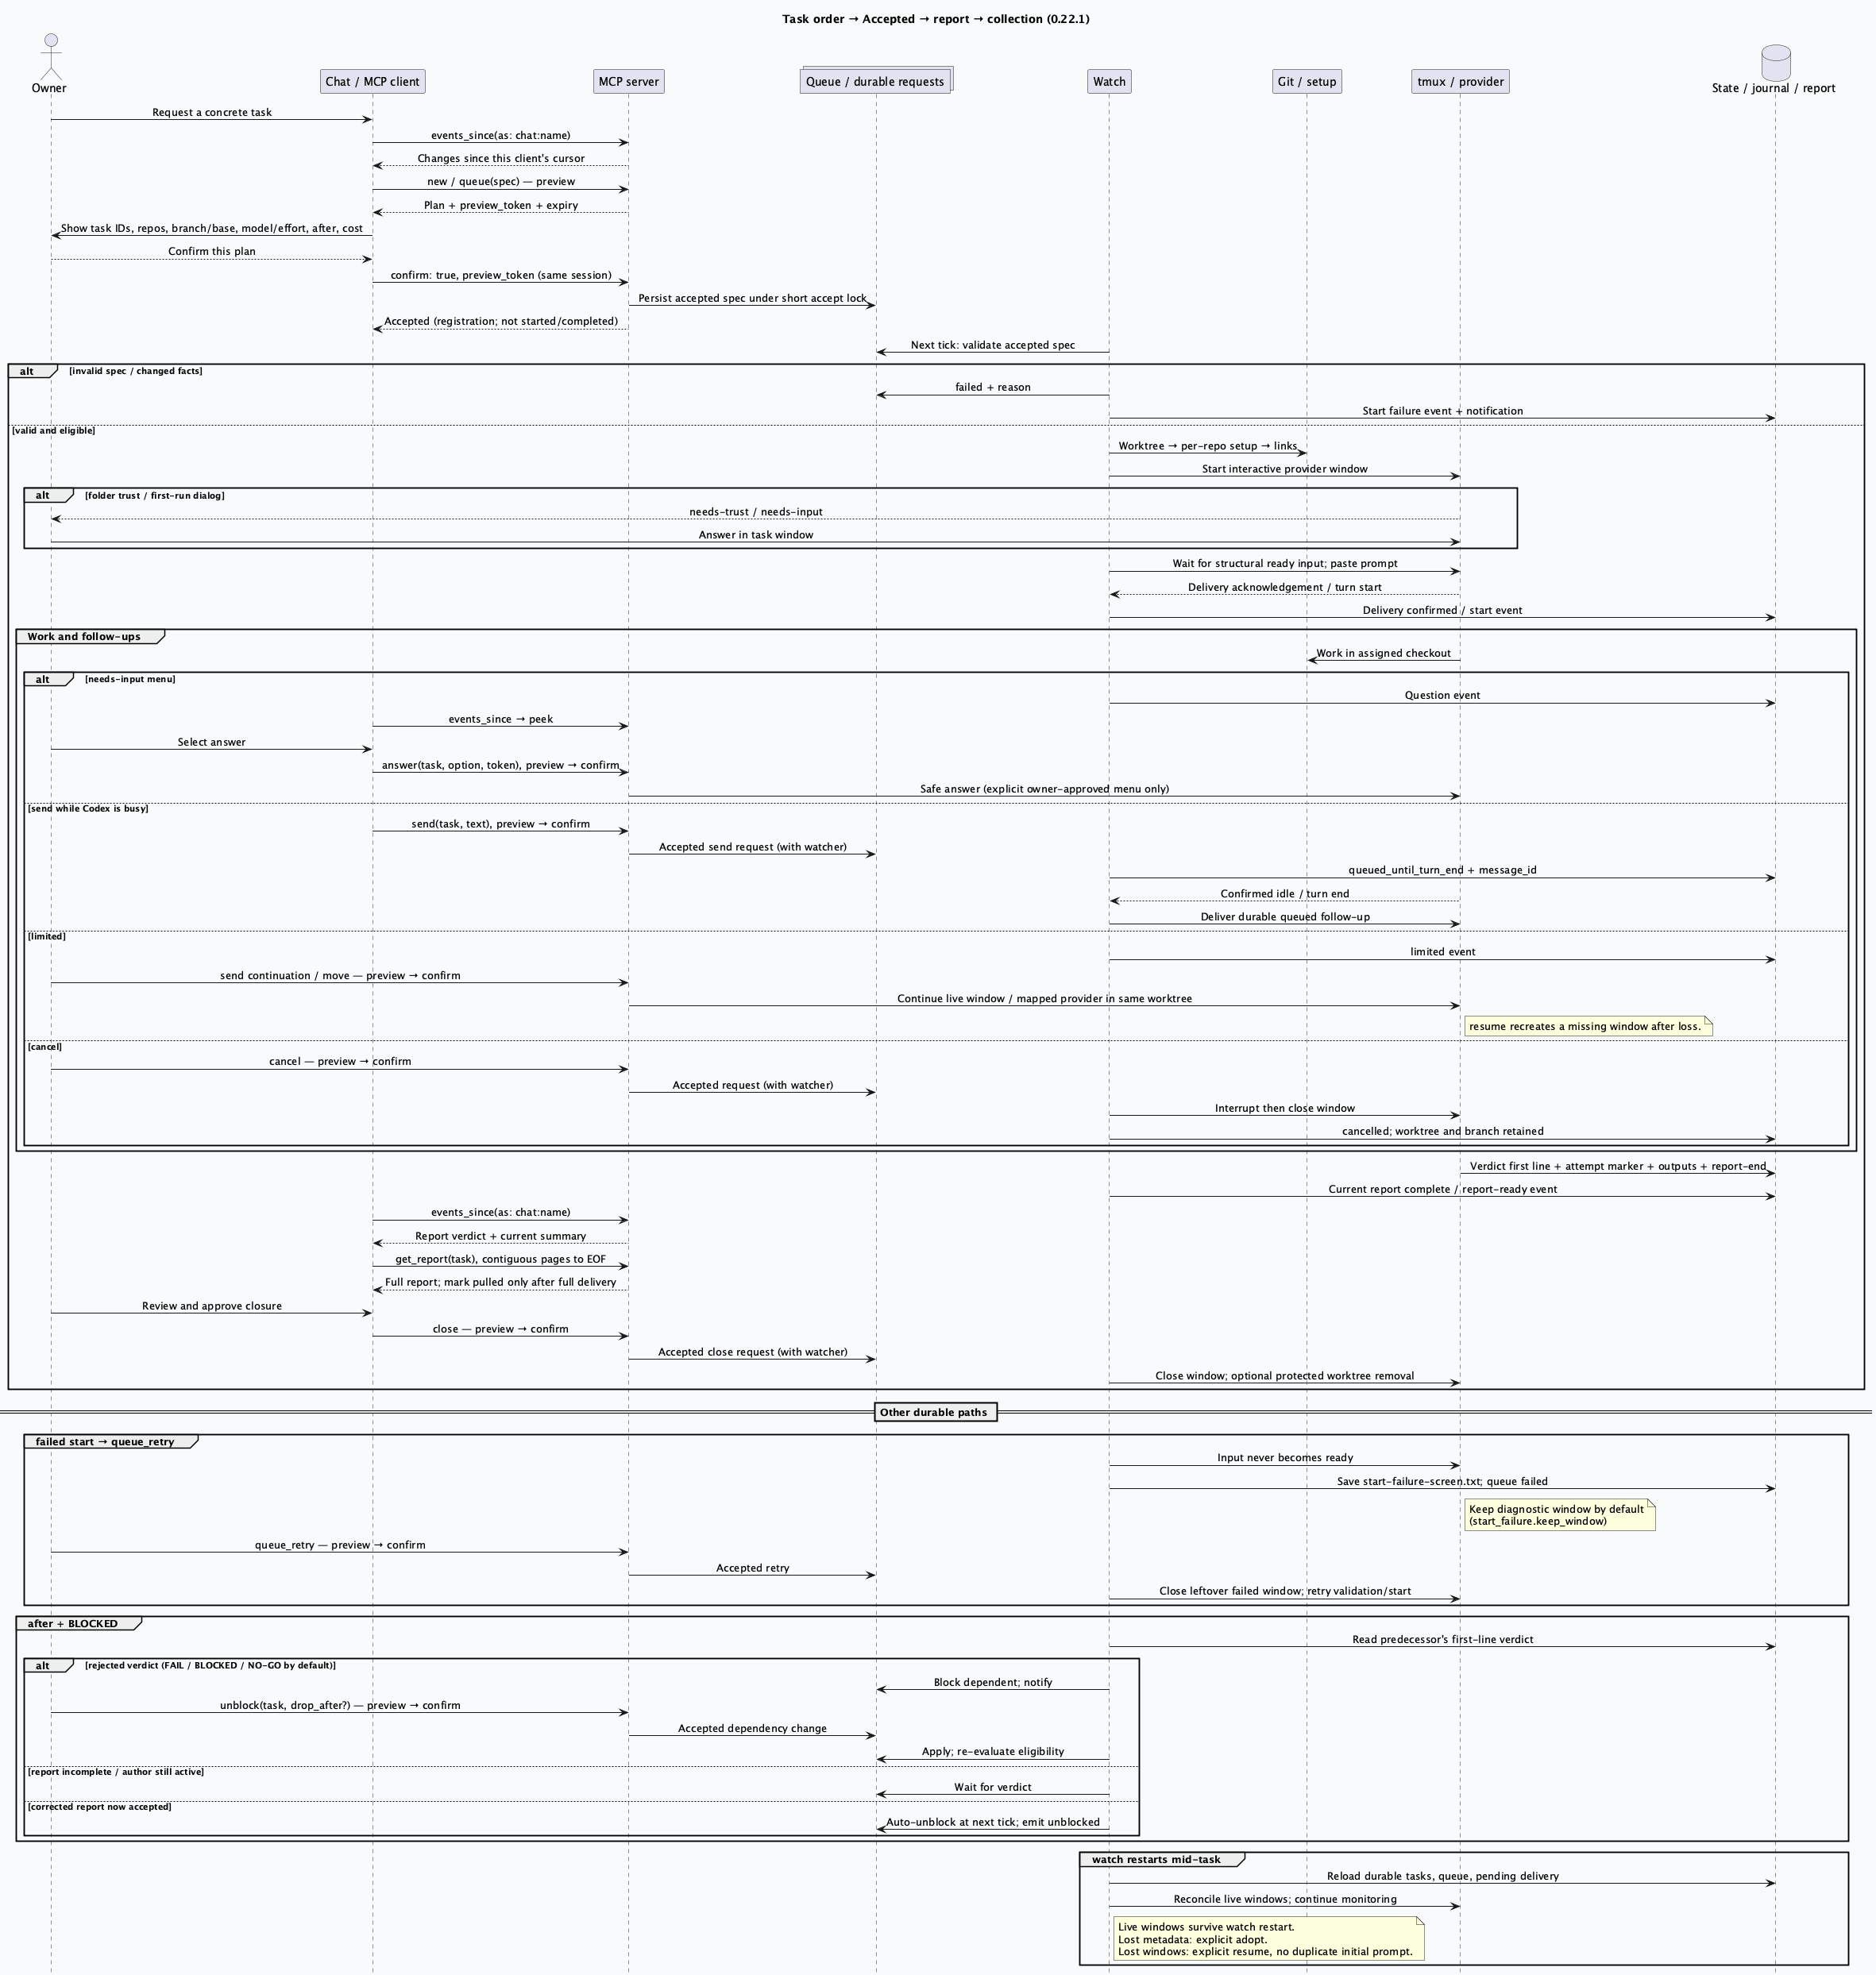 Task order → Accepted → report → collection (0.22.1)
Owner
Chat / MCP client
MCP server
Queue / durable requests
Watch
Git / setup
tmux / provider
State / journal / report
Request a concrete task
events_since(as: chat:name)
Changes since this client's cursor
new / queue(spec) — preview
Plan + preview_token + expiry
Show task IDs, repos, branch/base, model/effort, after, cost
Confirm this plan
confirm: true, preview_token (same session)
Persist accepted spec under short accept lock
Accepted (registration; not started/completed)
Next tick: validate accepted spec
alt [invalid spec / changed facts]
failed + reason
Start failure event + notification
[valid and eligible]
Worktree → per-repo setup → links
Start interactive provider window
alt [folder trust / first-run dialog]
needs-trust / needs-input
Answer in task window
Wait for structural ready input; paste prompt
Delivery acknowledgement / turn start
Delivery confirmed / start event
Work and follow-ups
Work in assigned checkout
alt [needs-input menu]
Question event
events_since → peek
Select answer
answer(task, option, token), preview → confirm
Safe answer (explicit owner-approved menu only)
[send while Codex is busy]
send(task, text), preview → confirm
Accepted send request (with watcher)
queued_until_turn_end + message_id
Confirmed idle / turn end
Deliver durable queued follow-up
[limited]
limited event
send continuation / move — preview → confirm
Continue live window / mapped provider in same worktree
resume recreates a missing window after loss.
[cancel]
cancel — preview → confirm
Accepted request (with watcher)
Interrupt then close window
cancelled; worktree and branch retained
Verdict first line + attempt marker + outputs + report-end
Current report complete / report-ready event
events_since(as: chat:name)
Report verdict + current summary
get_report(task), contiguous pages to EOF
Full report; mark pulled only after full delivery
Review and approve closure
close — preview → confirm
Accepted close request (with watcher)
Close window; optional protected worktree removal
Other durable paths
failed start → queue_retry
Input never becomes ready
Save start-failure-screen.txt; queue failed
Keep diagnostic window by default
(start_failure.keep_window)
queue_retry — preview → confirm
Accepted retry
Close leftover failed window; retry validation/start
after + BLOCKED
Read predecessor's first-line verdict
alt [rejected verdict (FAIL / BLOCKED / NO-GO by default)]
Block dependent; notify
unblock(task, drop_after?) — preview → confirm
Accepted dependency change
Apply; re-evaluate eligibility
[report incomplete / author still active]
Wait for verdict
[corrected report now accepted]
Auto-unblock at next tick; emit unblocked
watch restarts mid-task
Reload durable tasks, queue, pending delivery
Reconcile live windows; continue monitoring
Live windows survive watch restart.
Lost metadata: explicit adopt.
Lost windows: explicit resume, no duplicate initial prompt.